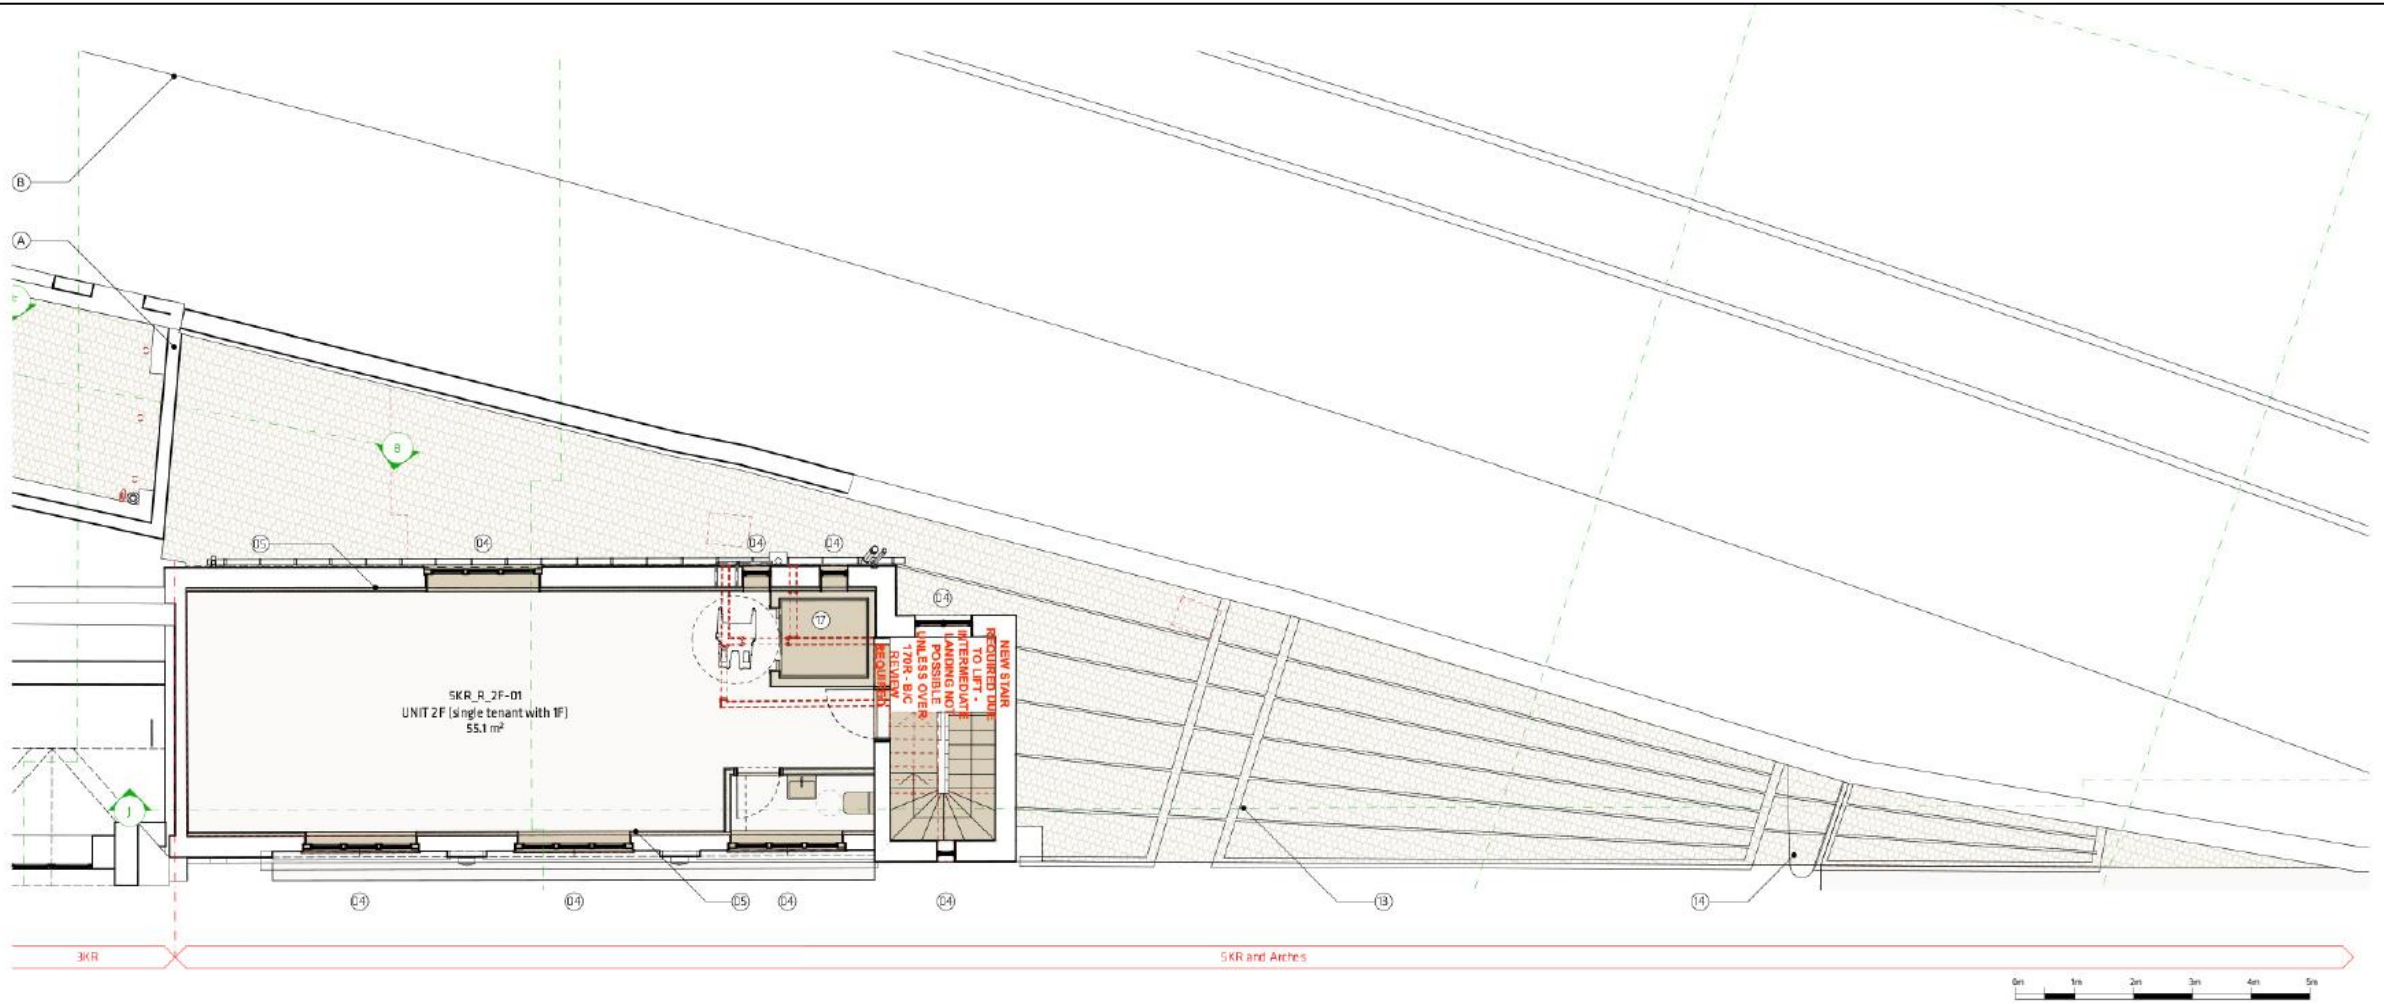 B
A
B
05
04
04
04
04
17
NEW STAIR
REQUIRED DUE
TO LIFT -
INTERMEDIATE
LANDING NOT
POSSIBLE
UNLESS OVER
170R - B/C
REVIEW
REQUIRED
5KR_R_2F-01
UNIT 2F (single tenant with 1F)
55.1 m²
J
04
04
05
04
04
13
14
3KR
5KR and Arches
0m 1m 2m 3m 4m 5m